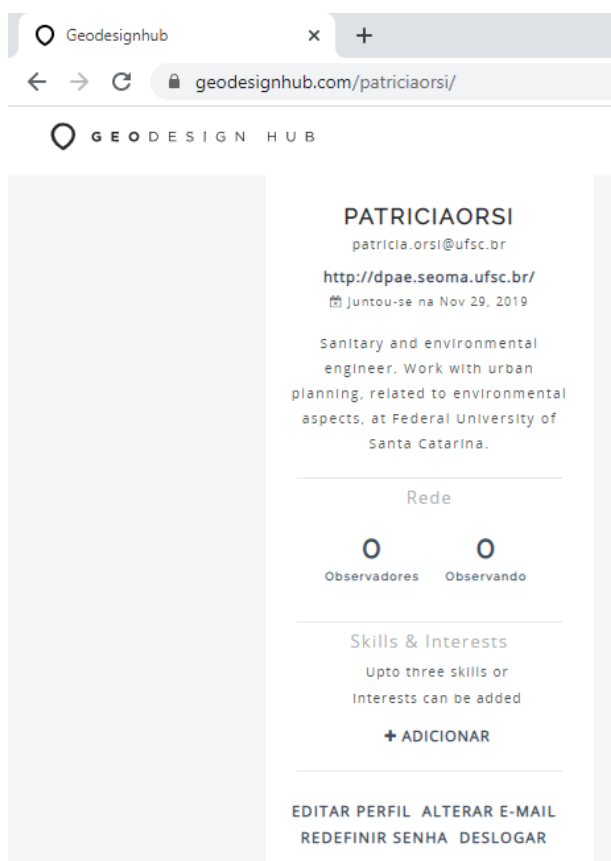 Geodesignhub
geodesignhub.com/patriciaorsi/
GEODESIGN HUB
PATRICIAORSI
patricia.orsi@ufsc.br
http://dpae.seoma.ufsc.br/
Juntou-se na Nov 29, 2019
Sanitary and environmental
engineer. Work with urban
planning, related to environmental
aspects, at Federal University of
Santa Catarina.
Rede
0 0
Observadores Observando
Skills & Interests
Upto three skills or
interests can be added
+ ADICIONAR
EDITAR PERFIL ALTERAR E-MAIL
REDEFINIR SENHA DESLOGAR